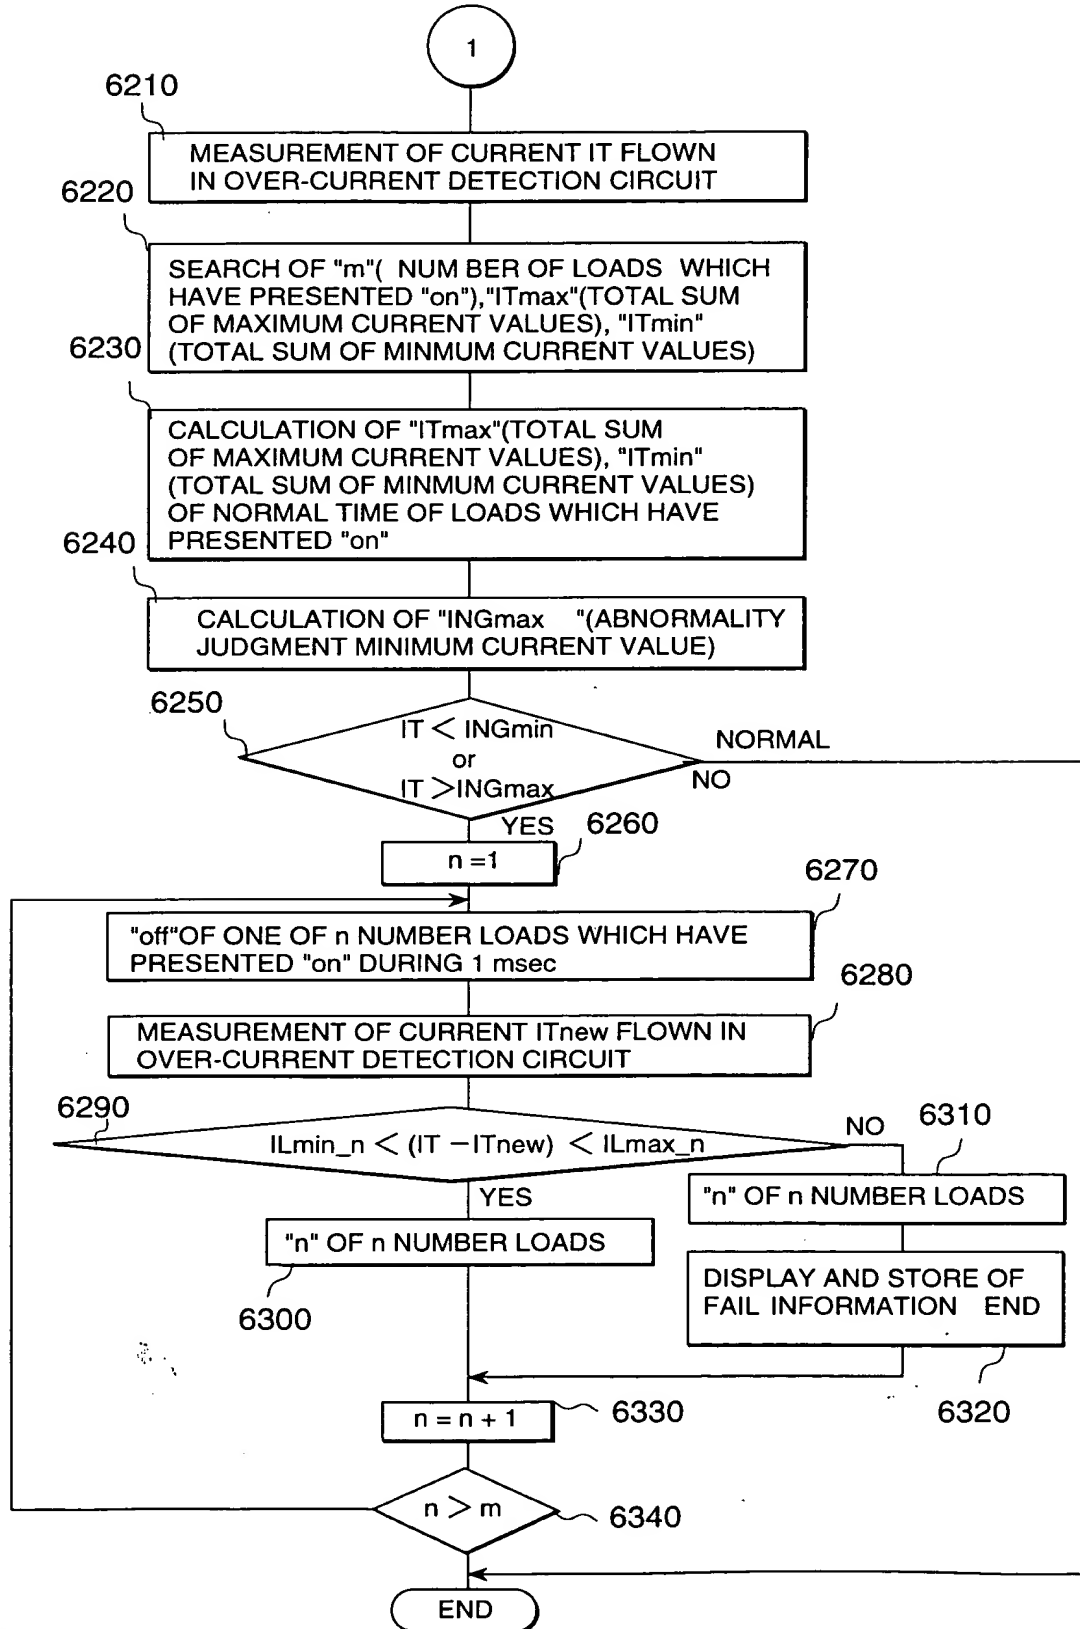 1
6210
MEASUREMENT OF CURRENT IT FLOWN
IN OVER-CURRENT DETECTION CIRCUIT
6220
SEARCH OF "m"( NUM BER OF LOADS WHICH
HAVE PRESENTED "on"),"ITmax"(TOTAL SUM
OF MAXIMUM CURRENT VALUES), "ITmin"
(TOTAL SUM OF MINMUM CURRENT VALUES)
6230
CALCULATION OF "ITmax"(TOTAL SUM
OF MAXIMUM CURRENT VALUES), "ITmin"
(TOTAL SUM OF MINMUM CURRENT VALUES)
OF NORMAL TIME OF LOADS WHICH HAVE
PRESENTED "on"
6240
CALCULATION OF "INGmax "(ABNORMALITY
JUDGMENT MINIMUM CURRENT VALUE)
6250
IT < INGmin
or
IT >INGmax
NORMAL
NO
YES
6260
n =1
6270
"off"OF ONE OF n NUMBER LOADS WHICH HAVE
PRESENTED "on" DURING 1 msec
6280
MEASUREMENT OF CURRENT ITnew FLOWN IN
OVER-CURRENT DETECTION CIRCUIT
6290
ILmin_n < (IT −ITnew) < ILmax_n
NO
6310
YES
"n" OF n NUMBER LOADS
"n" OF n NUMBER LOADS
6300
DISPLAY AND STORE OF
FAIL INFORMATION END
6320
n = n + 1
6330
n > m
6340
END